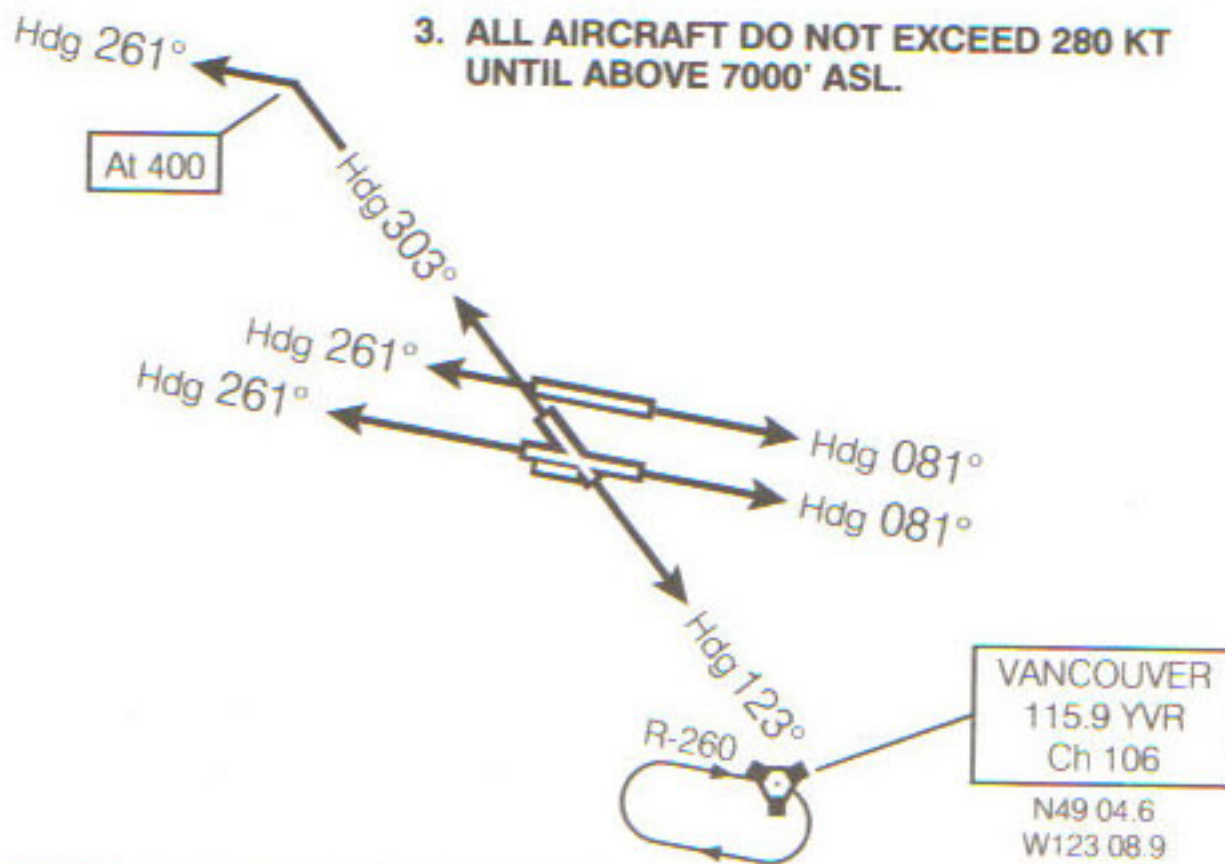 3. ALL AIRCRAFT DO NOT EXCEED 280 KT
UNTIL ABOVE 7000' ASL.
Hdg 261°
At 400
Hdg 303°
Hdg 261°
Hdg 261°
Hdg 081°
Hdg 081°
Hdg 123°
R-260
VANCOUVER
115.9 YVR
Ch 106
N49 04.6
W123 08.9